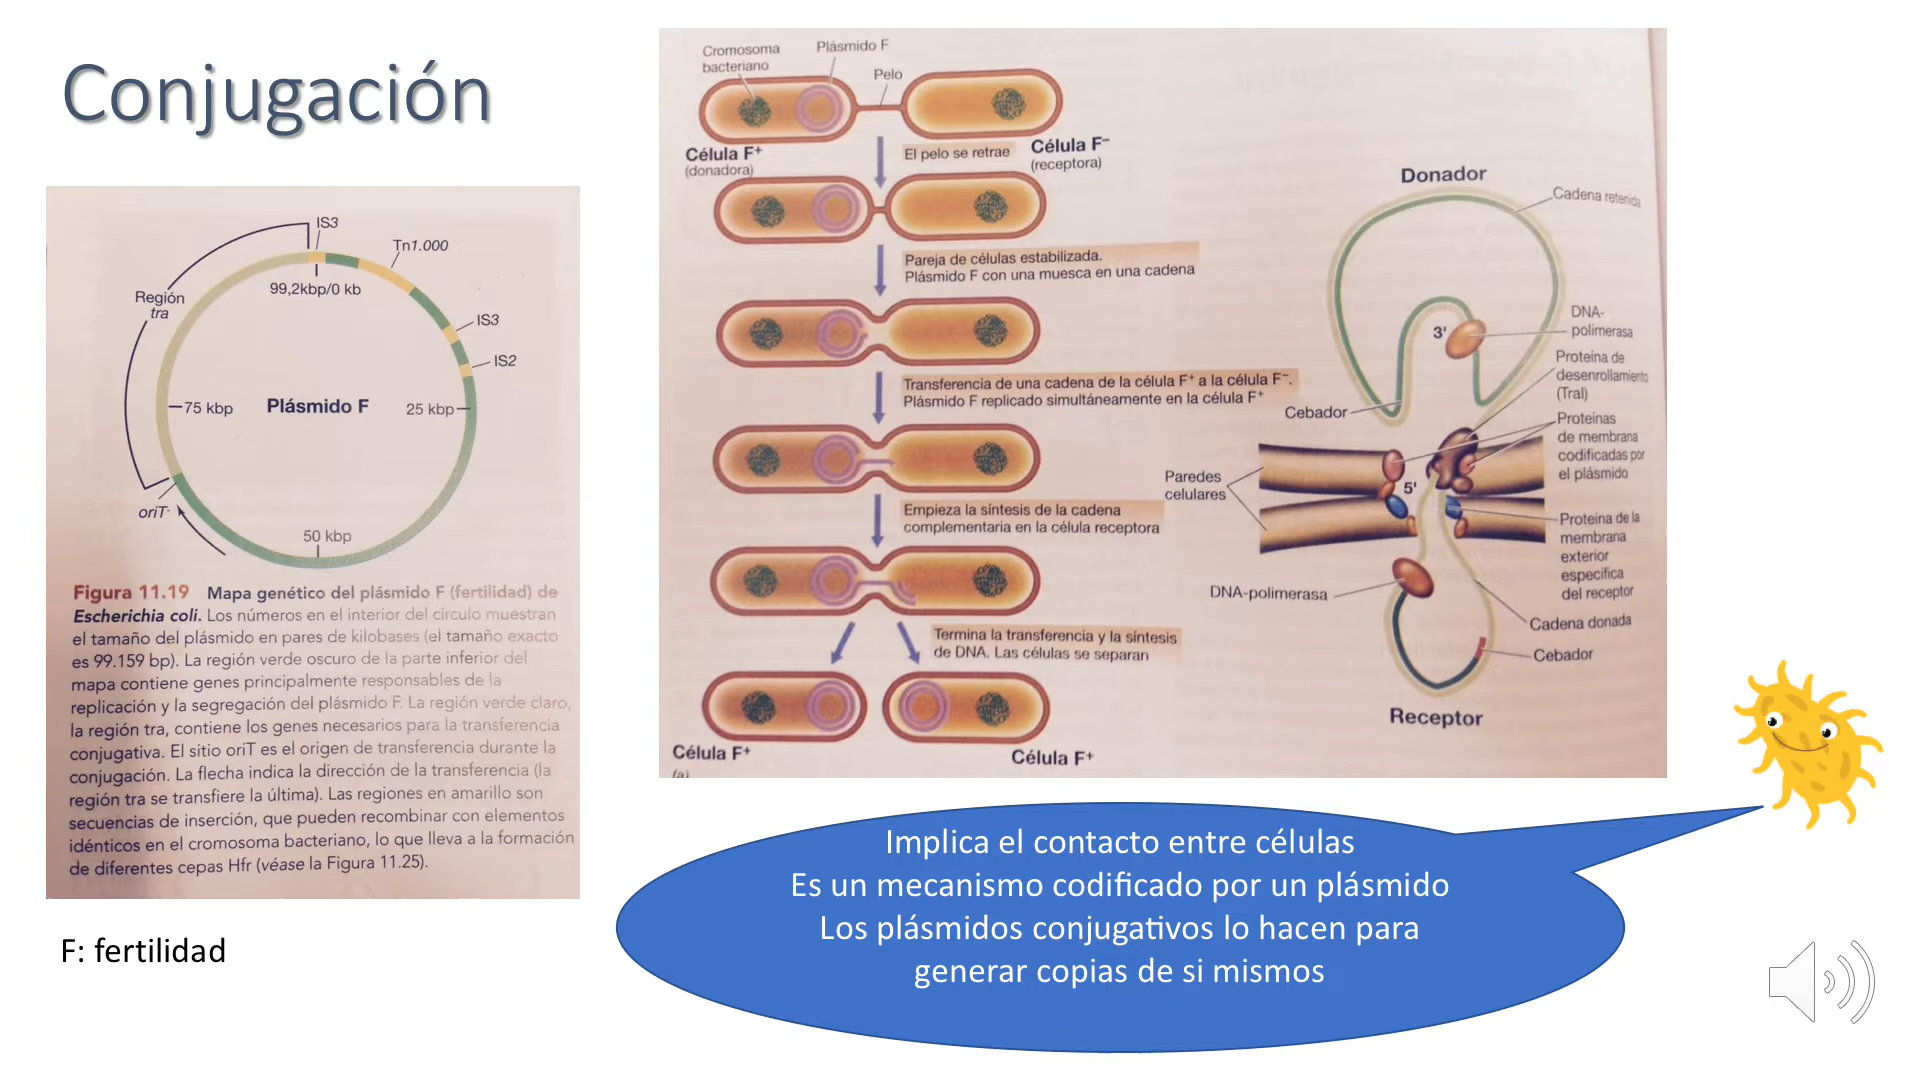 Conjugación
IS3
Tn1.000
Región
tra
99,2kbp/0 kb
IS3
IS2
75 kbp
Plásmido F
25 kbp
oriT
50 kbp
Figura 11.19 Mapa genético del plásmido F (fertilidad) de
Escherichia coli. Los números en el interior del círculo muestran
el tamaño del plásmido en pares de kilobases (el tamaño exacto
es 99.159 bp). La región verde oscuro de la parte inferior del
mapa contiene genes principalmente responsables de la
replicación y la segregación del plásmido F. La región verde claro,
la región tra, contiene los genes necesarios para la transferencia
conjugativa. El sitio oriT es el origen de transferencia durante la
conjugación. La flecha indica la dirección de la transferencia (la
región tra se transfiere la última). Las regiones en amarillo son
secuencias de inserción, que pueden recombinar con elementos
idénticos en el cromosoma bacteriano, lo que lleva a la formación
de diferentes cepas Hfr (véase la Figura 11.25).
F: fertilidad
Cromosoma
bacteriano
Plásmido F
Pelo
Célula F+
(donadora)
El pelo se retrae
Célula F−
(receptora)
Pareja de células estabilizada.
Plásmido F con una muesca en una cadena
Transferencia de una cadena de la célula F+ a la célula F−.
Plásmido F replicado simultáneamente en la célula F+
Empieza la síntesis de la cadena
complementaria en la célula receptora
Termina la transferencia y la síntesis
de DNA. Las células se separan
Célula F+
Célula F+
(a)
Donador
Cadena retenida
3'
DNA-
polimerasa
Proteína de
desenrollamiento
(TraI)
Cebador
Proteínas
de membrana
codificadas por
el plásmido
Paredes
celulares
5'
Proteína de la
membrana
exterior
específica
del receptor
DNA-polimerasa
Cadena donada
Cebador
Receptor
Implica el contacto entre células
Es un mecanismo codificado por un plásmido
Los plásmidos conjugativos lo hacen para
generar copias de si mismos